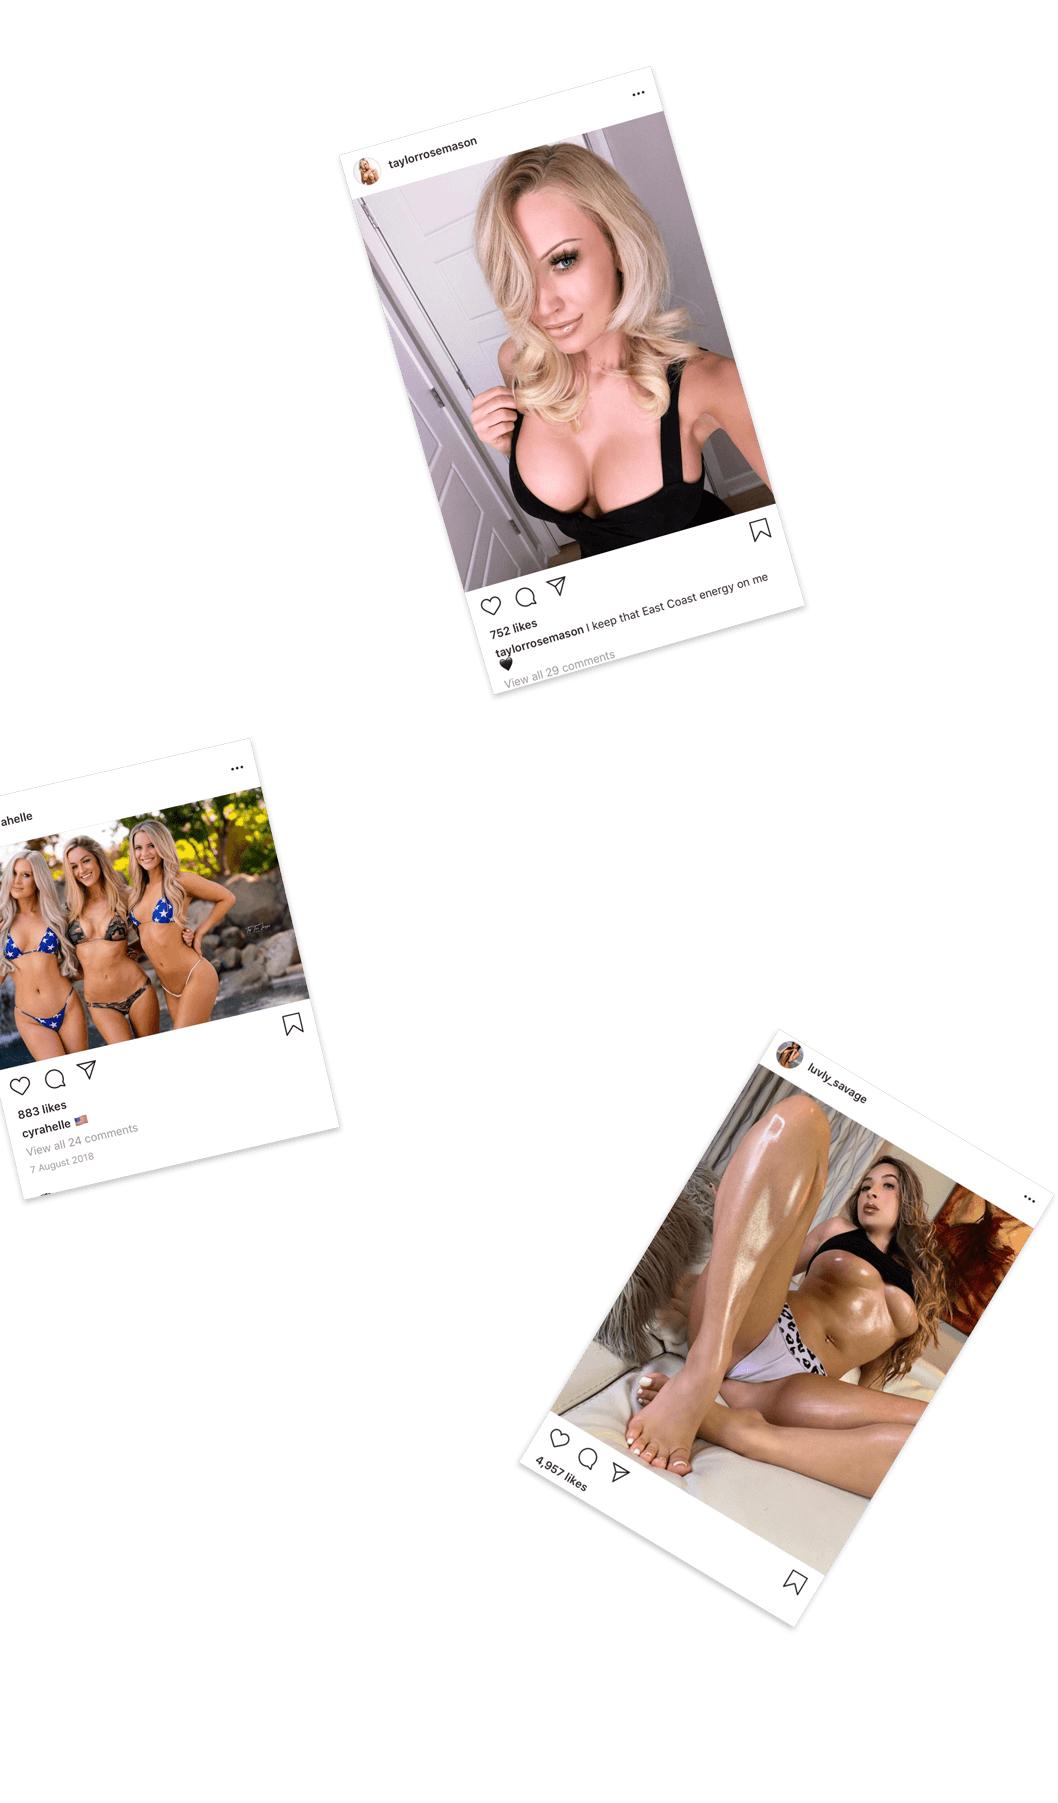 taylorrosemason
752 likes
taylorrosemason I keep that East Coast energy on me
🖤
View all 29 comments
ahelle
883 likes
cyrahelle 🇺🇸
View all 24 comments
7 August 2018
luvly_savage
4,957 likes